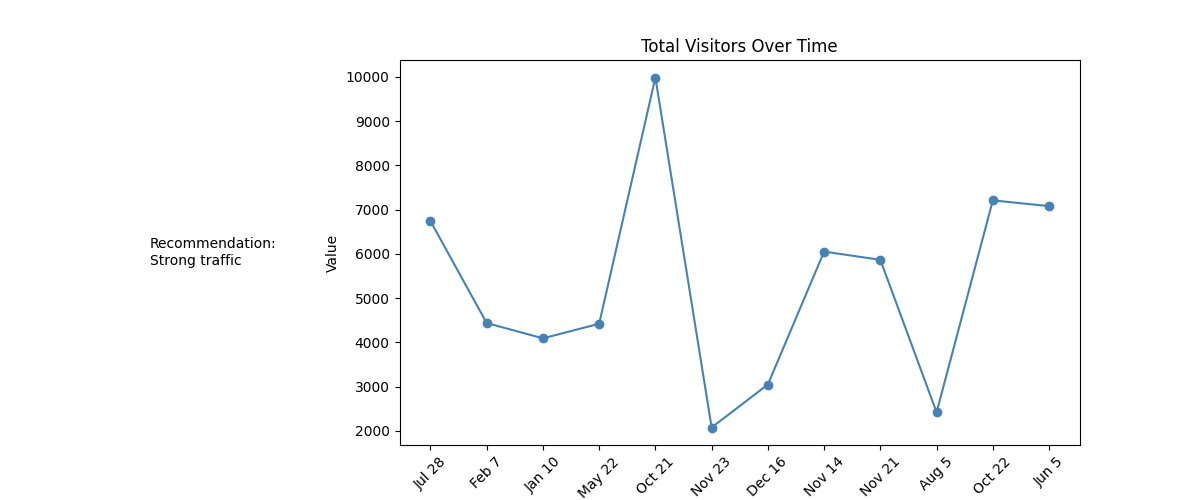 Total Visitors Over Time
Recommendation:
Strong traffic
Value
10000
9000
8000
7000
6000
5000
4000
3000
2000
Jul 28
Feb 7
Jan 10
May 22
Oct 21
Nov 23
Dec 16
Nov 14
Nov 21
Aug 5
Oct 22
Jun 5